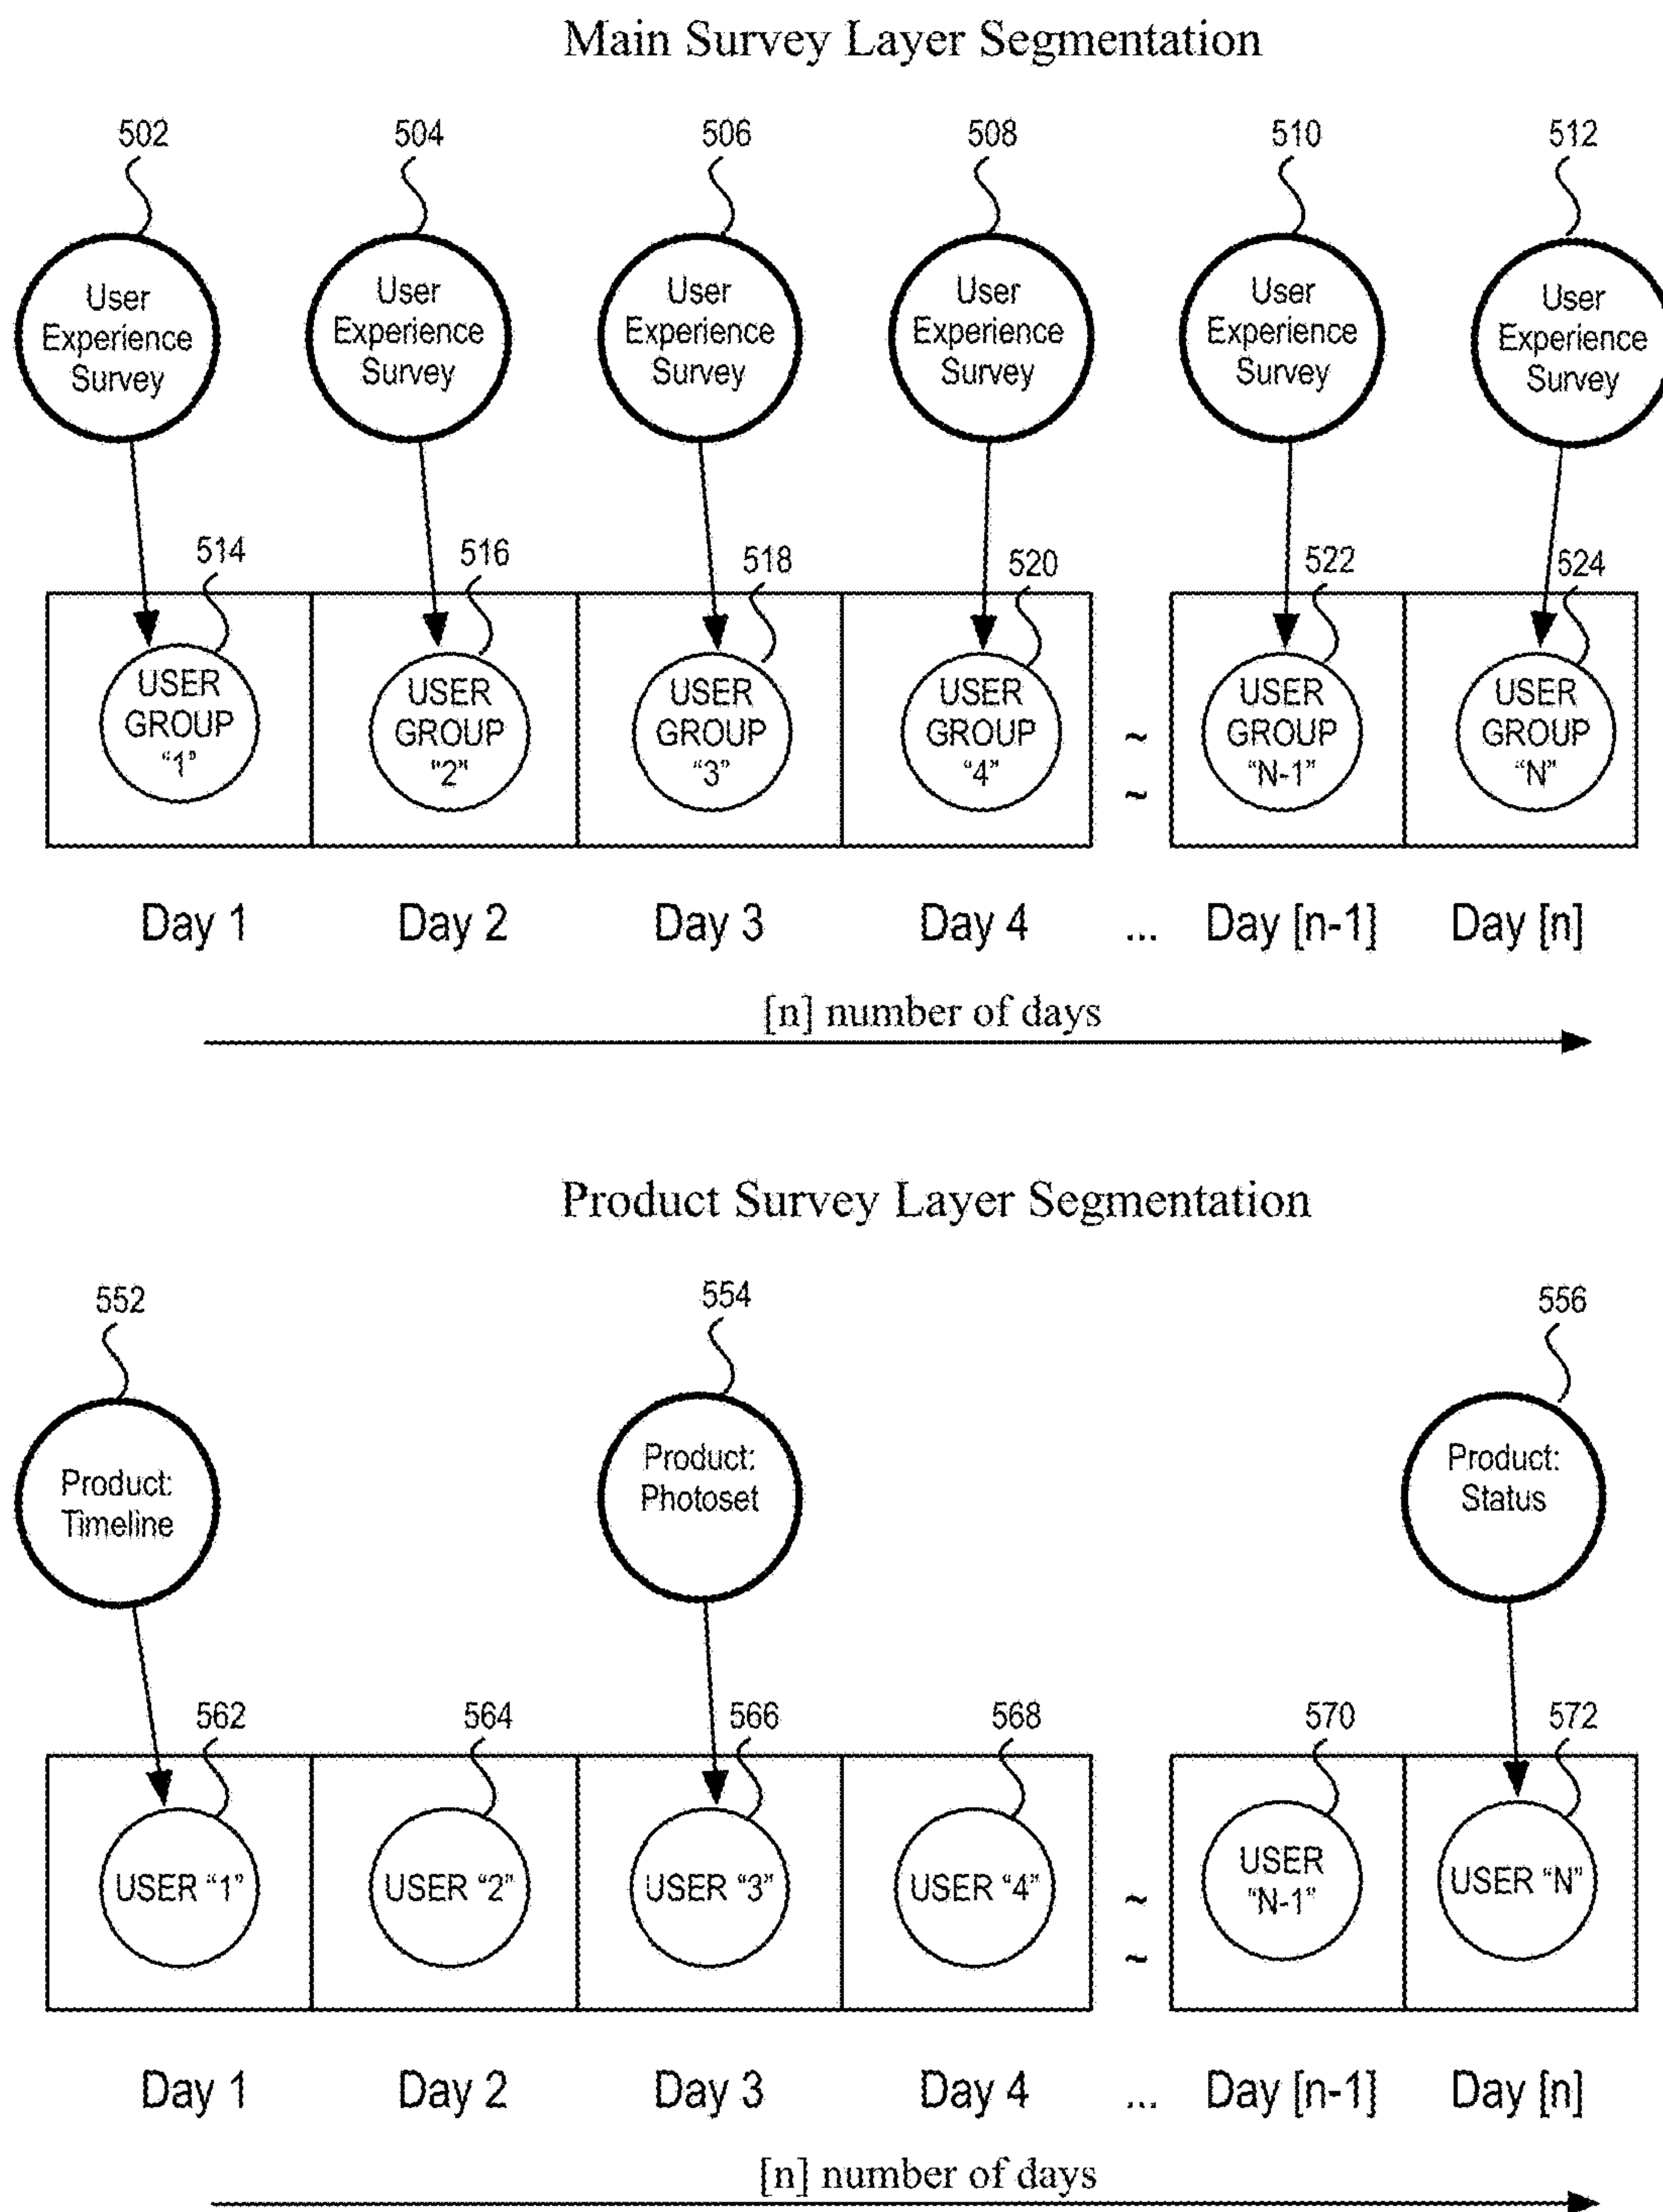 Main Survey Layer Segmentation
502 504 506 508 510 512
User Experience Survey
User Experience Survey
User Experience Survey
User Experience Survey
User Experience Survey
User Experience Survey
514 516 518 520 522 524
USER GROUP “1”
USER GROUP "2"
USER GROUP “3”
USER GROUP “4”
~
~
USER GROUP “N-1”
USER GROUP “N”
Day 1 Day 2 Day 3 Day 4 ... Day [n-1] Day [n]
[n] number of days
Product Survey Layer Segmentation
552 554 556
Product: Timeline
Product: Photoset
Product: Status
562 564 566 568 570 572
USER “1”
USER “2”
USER “3”
USER “4”
~
~
USER “N-1”
USER “N”
Day 1 Day 2 Day 3 Day 4 ... Day [n-1] Day [n]
[n] number of days